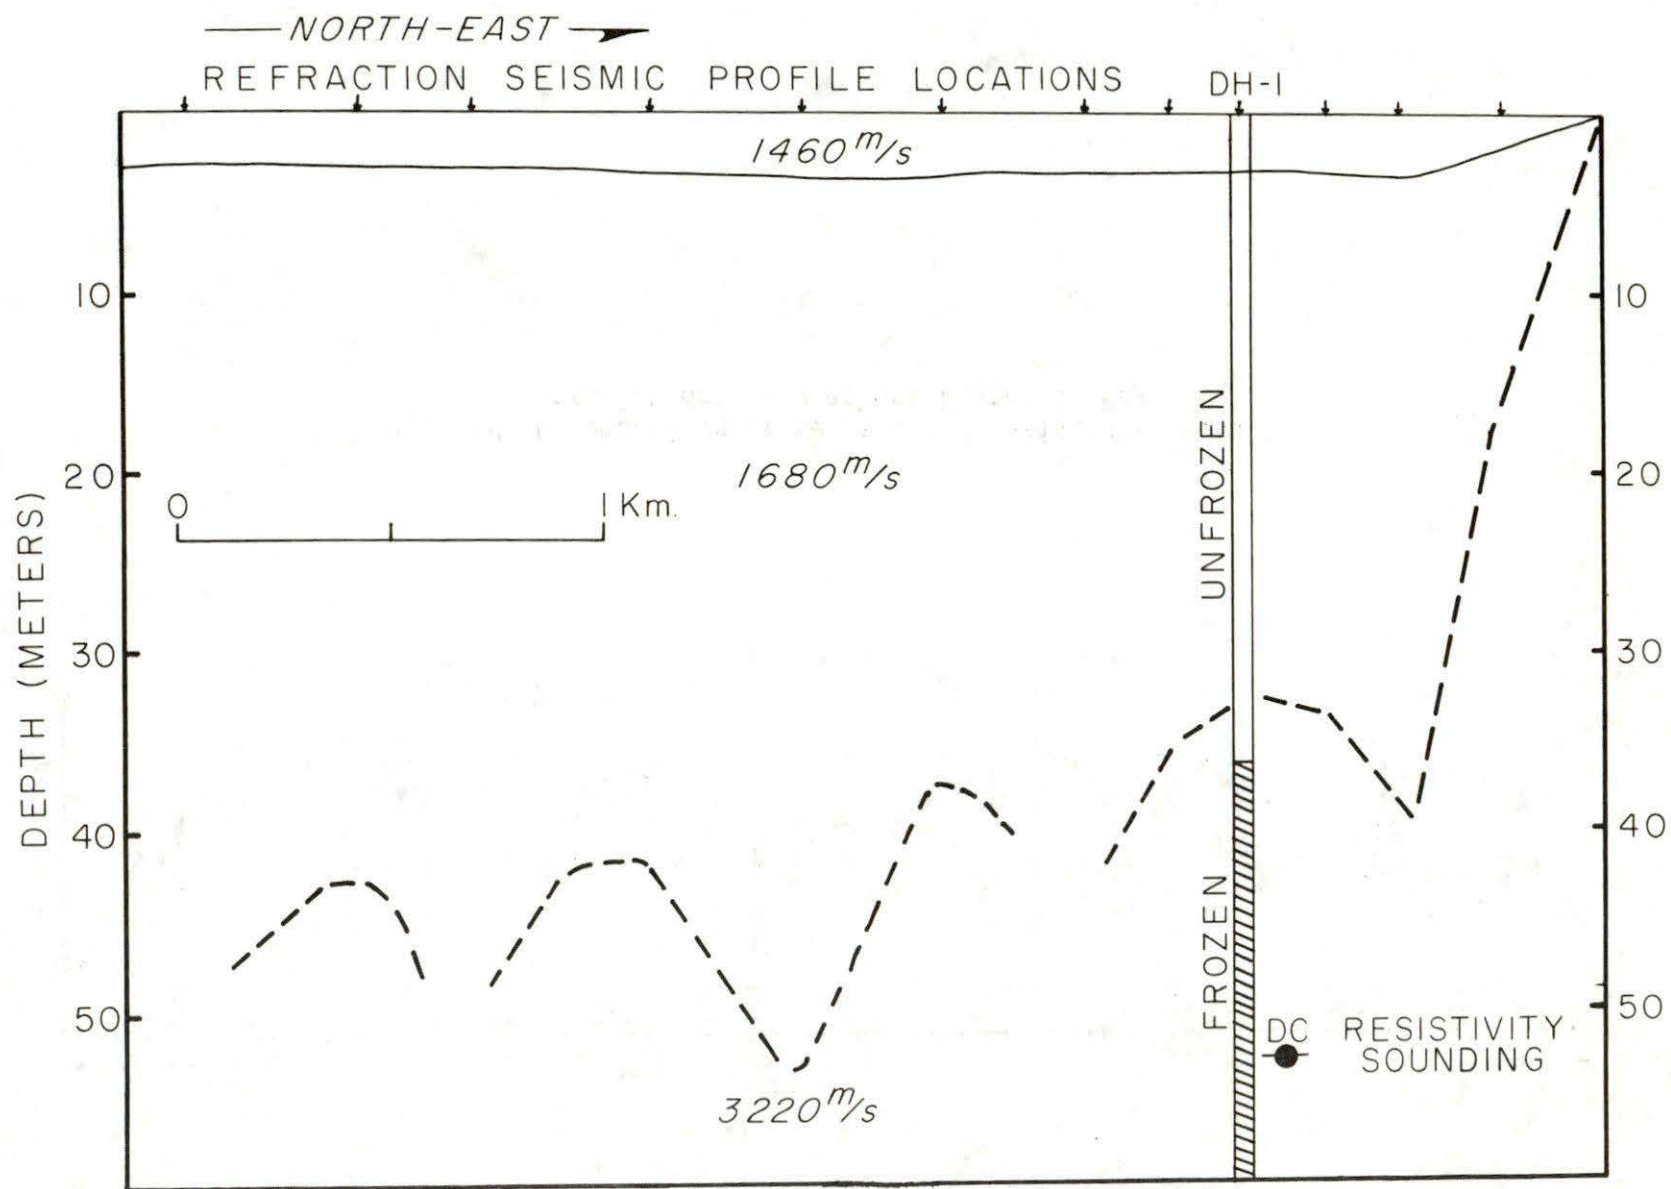 NORTH-EAST
REFRACTION SEISMIC PROFILE LOCATIONS DH-1
1460 m/s
10 10
1680 m/s
20 20
0 1 Km.
30 30
DEPTH (METERS)
UNFROZEN
40 40
FROZEN
50 50
DC RESISTIVITY
SOUNDING
3220 m/s